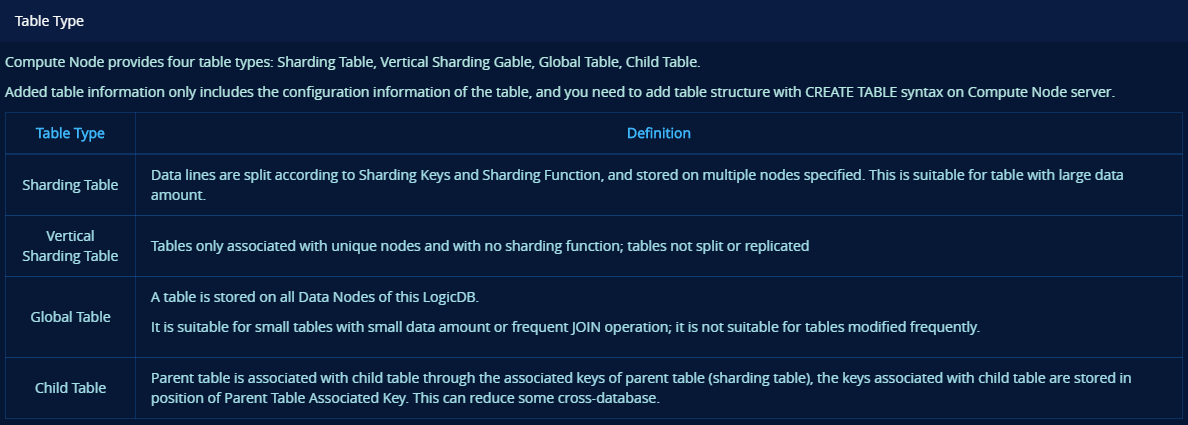 Table Type
Compute Node provides four table types: Sharding Table, Vertical Sharding Gable, Global Table, Child Table.
Added table information only includes the configuration information of the table, and you need to add table structure with CREATE TABLE syntax on Compute Node server.
Table Type
Definition
Sharding Table
Data lines are split according to Sharding Keys and Sharding Function, and stored on multiple nodes specified. This is suitable for table with large data
amount.
Vertical
Sharding Table
Tables only associated with unique nodes and with no sharding function; tables not split or replicated
Global Table
A table is stored on all Data Nodes of this LogicDB.
It is suitable for small tables with small data amount or frequent JOIN operation; it is not suitable for tables modified frequently.
Child Table
Parent table is associated with child table through the associated keys of parent table (sharding table), the keys associated with child table are stored in
position of Parent Table Associated Key. This can reduce some cross-database.